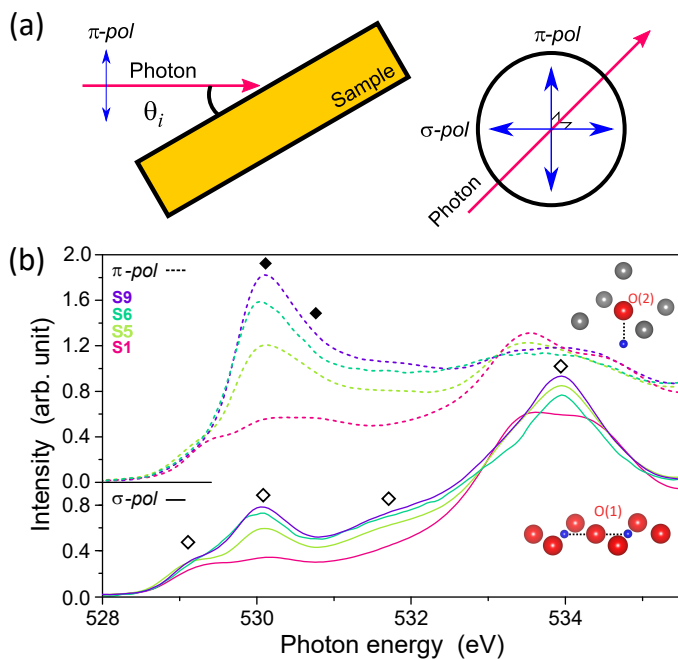 (a)
π-pol
Photon
θi
Sample
π-pol
σ-pol
Photon
(b)
2.0
1.6
1.2
0.8
0.4
0.0
π-pol
S9
S6
S5
S1
O(2)
Intensity (arb. unit)
σ-pol
0.8
0.4
0.0
O(1)
528 530 532 534
Photon energy (eV)